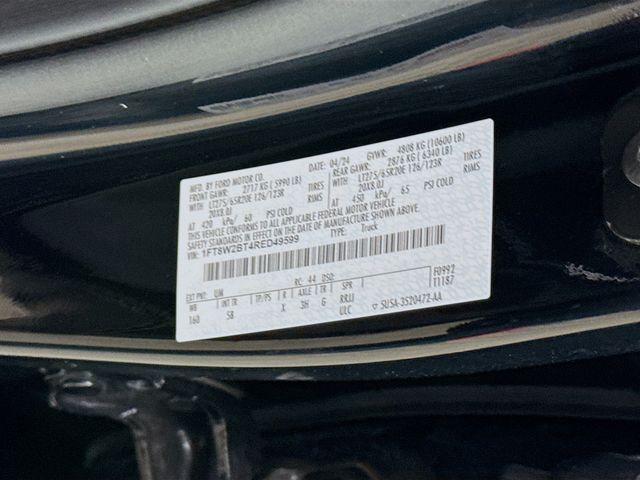 MFD. BY FORD MOTOR CO. 04/24 GVWR: 4808 KG (10600 LB)
FRONT GAWR: 2717 KG (5990 LB) REAR GAWR: 2876 KG (6340 LB)
WITH LT275/65R20E 126/123R TIRES WITH LT275/65R20E 126/123R TIRES
20X8.0J RIMS 20X8.0J RIMS
AT 420 kPa/ 60 PSI COLD AT 450 kPa/ 65 PSI COLD
THIS VEHICLE CONFORMS TO ALL APPLICABLE FEDERAL MOTOR VEHICLE
SAFETY STANDARDS IN EFFECT ON THE DATE OF MANUFACTURE SHOWN ABOVE.
VIN: 1FT8W2BT4RED49599 TYPE: Truck
EXT PNT: UM RC: 44 DSO: F0992
WB INT TR TP/PS R AXLE TR SPR T1187
160 SB X 3H G RRJJ
ULC SUSA-3520472-AA